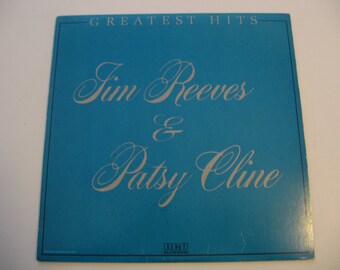 GREATEST HITS
Jim Reeves
&
Patsy Cline